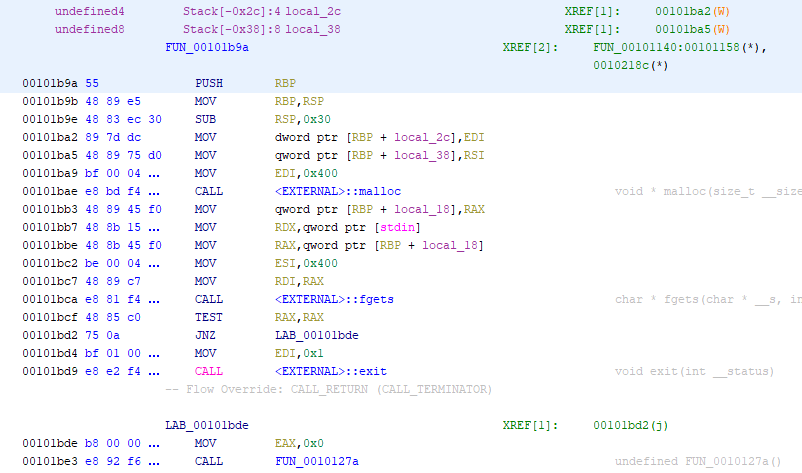 undefined4 Stack[-0x2c]:4 local_2c XREF[1]: 00101ba2(W)
undefined8 Stack[-0x38]:8 local_38 XREF[1]: 00101ba5(W)
FUN_00101b9a XREF[2]: FUN_00101140:00101158(*),
0010218c(*)
00101b9a 55 PUSH RBP
00101b9b 48 89 e5 MOV RBP,RSP
00101b9e 48 83 ec 30 SUB RSP,0x30
00101ba2 89 7d dc MOV dword ptr [RBP + local_2c],EDI
00101ba5 48 89 75 d0 MOV qword ptr [RBP + local_38],RSI
00101ba9 bf 00 04 ... MOV EDI,0x400
00101bae e8 bd f4 ... CALL <EXTERNAL>::malloc void * malloc(size_t __size
00101bb3 48 89 45 f0 MOV qword ptr [RBP + local_18],RAX
00101bb7 48 8b 15 ... MOV RDX,qword ptr [stdin]
00101bbe 48 8b 45 f0 MOV RAX,qword ptr [RBP + local_18]
00101bc2 be 00 04 ... MOV ESI,0x400
00101bc7 48 89 c7 MOV RDI,RAX
00101bca e8 81 f4 ... CALL <EXTERNAL>::fgets char * fgets(char * __s, in
00101bcf 48 85 c0 TEST RAX,RAX
00101bd2 75 0a JNZ LAB_00101bde
00101bd4 bf 01 00 ... MOV EDI,0x1
00101bd9 e8 e2 f4 ... CALL <EXTERNAL>::exit void exit(int __status)
-- Flow Override: CALL_RETURN (CALL_TERMINATOR)
LAB_00101bde XREF[1]: 00101bd2(j)
00101bde b8 00 00 ... MOV EAX,0x0
00101be3 e8 92 f6 ... CALL FUN_0010127a undefined FUN_0010127a()